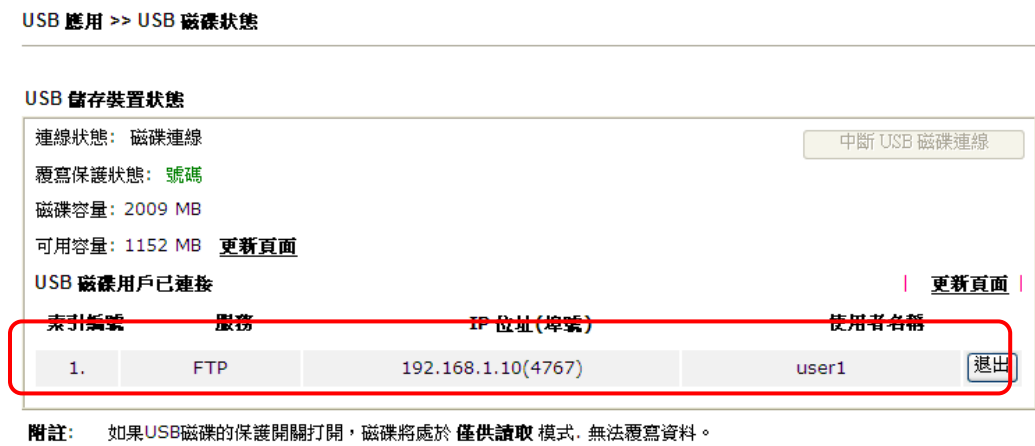 USB 應用 >> USB 磁碟狀態
USB 儲存裝置狀態
連線狀態: 磁碟連線 中斷 USB 磁碟連線
覆寫保護狀態: 號碼
磁碟容量: 2009 MB
可用容量: 1152 MB 更新頁面
USB 磁碟用戶已連接 | 更新頁面 |
索引編號 服務 IP 位址(埠號) 使用者名稱
1. FTP 192.168.1.10(4767) user1 退出
附註: 如果USB磁碟的保護開關打開，磁碟將處於 僅供讀取 模式. 無法覆寫資料。